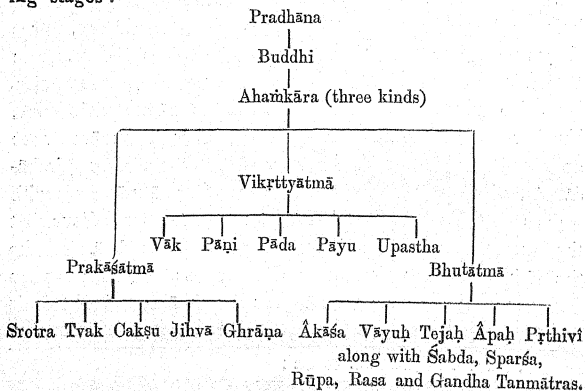 ing stages :
Pradhāna
Buddhi
Ahaṁkāra (three kinds)
Vikṛttyātmā
Vāk Pāṇi Pāda Pāyu Upastha
Prakāśātmā Bhutātmā
Srotra Tvak Cakṣu Jihvā Ghrāṇa Âkāśa Vāyuḥ Tejaḥ Âpaḥ Pṛthivî
along with Śabda, Sparśa,
Rūpa, Rasa and Gandha Tanmātras.